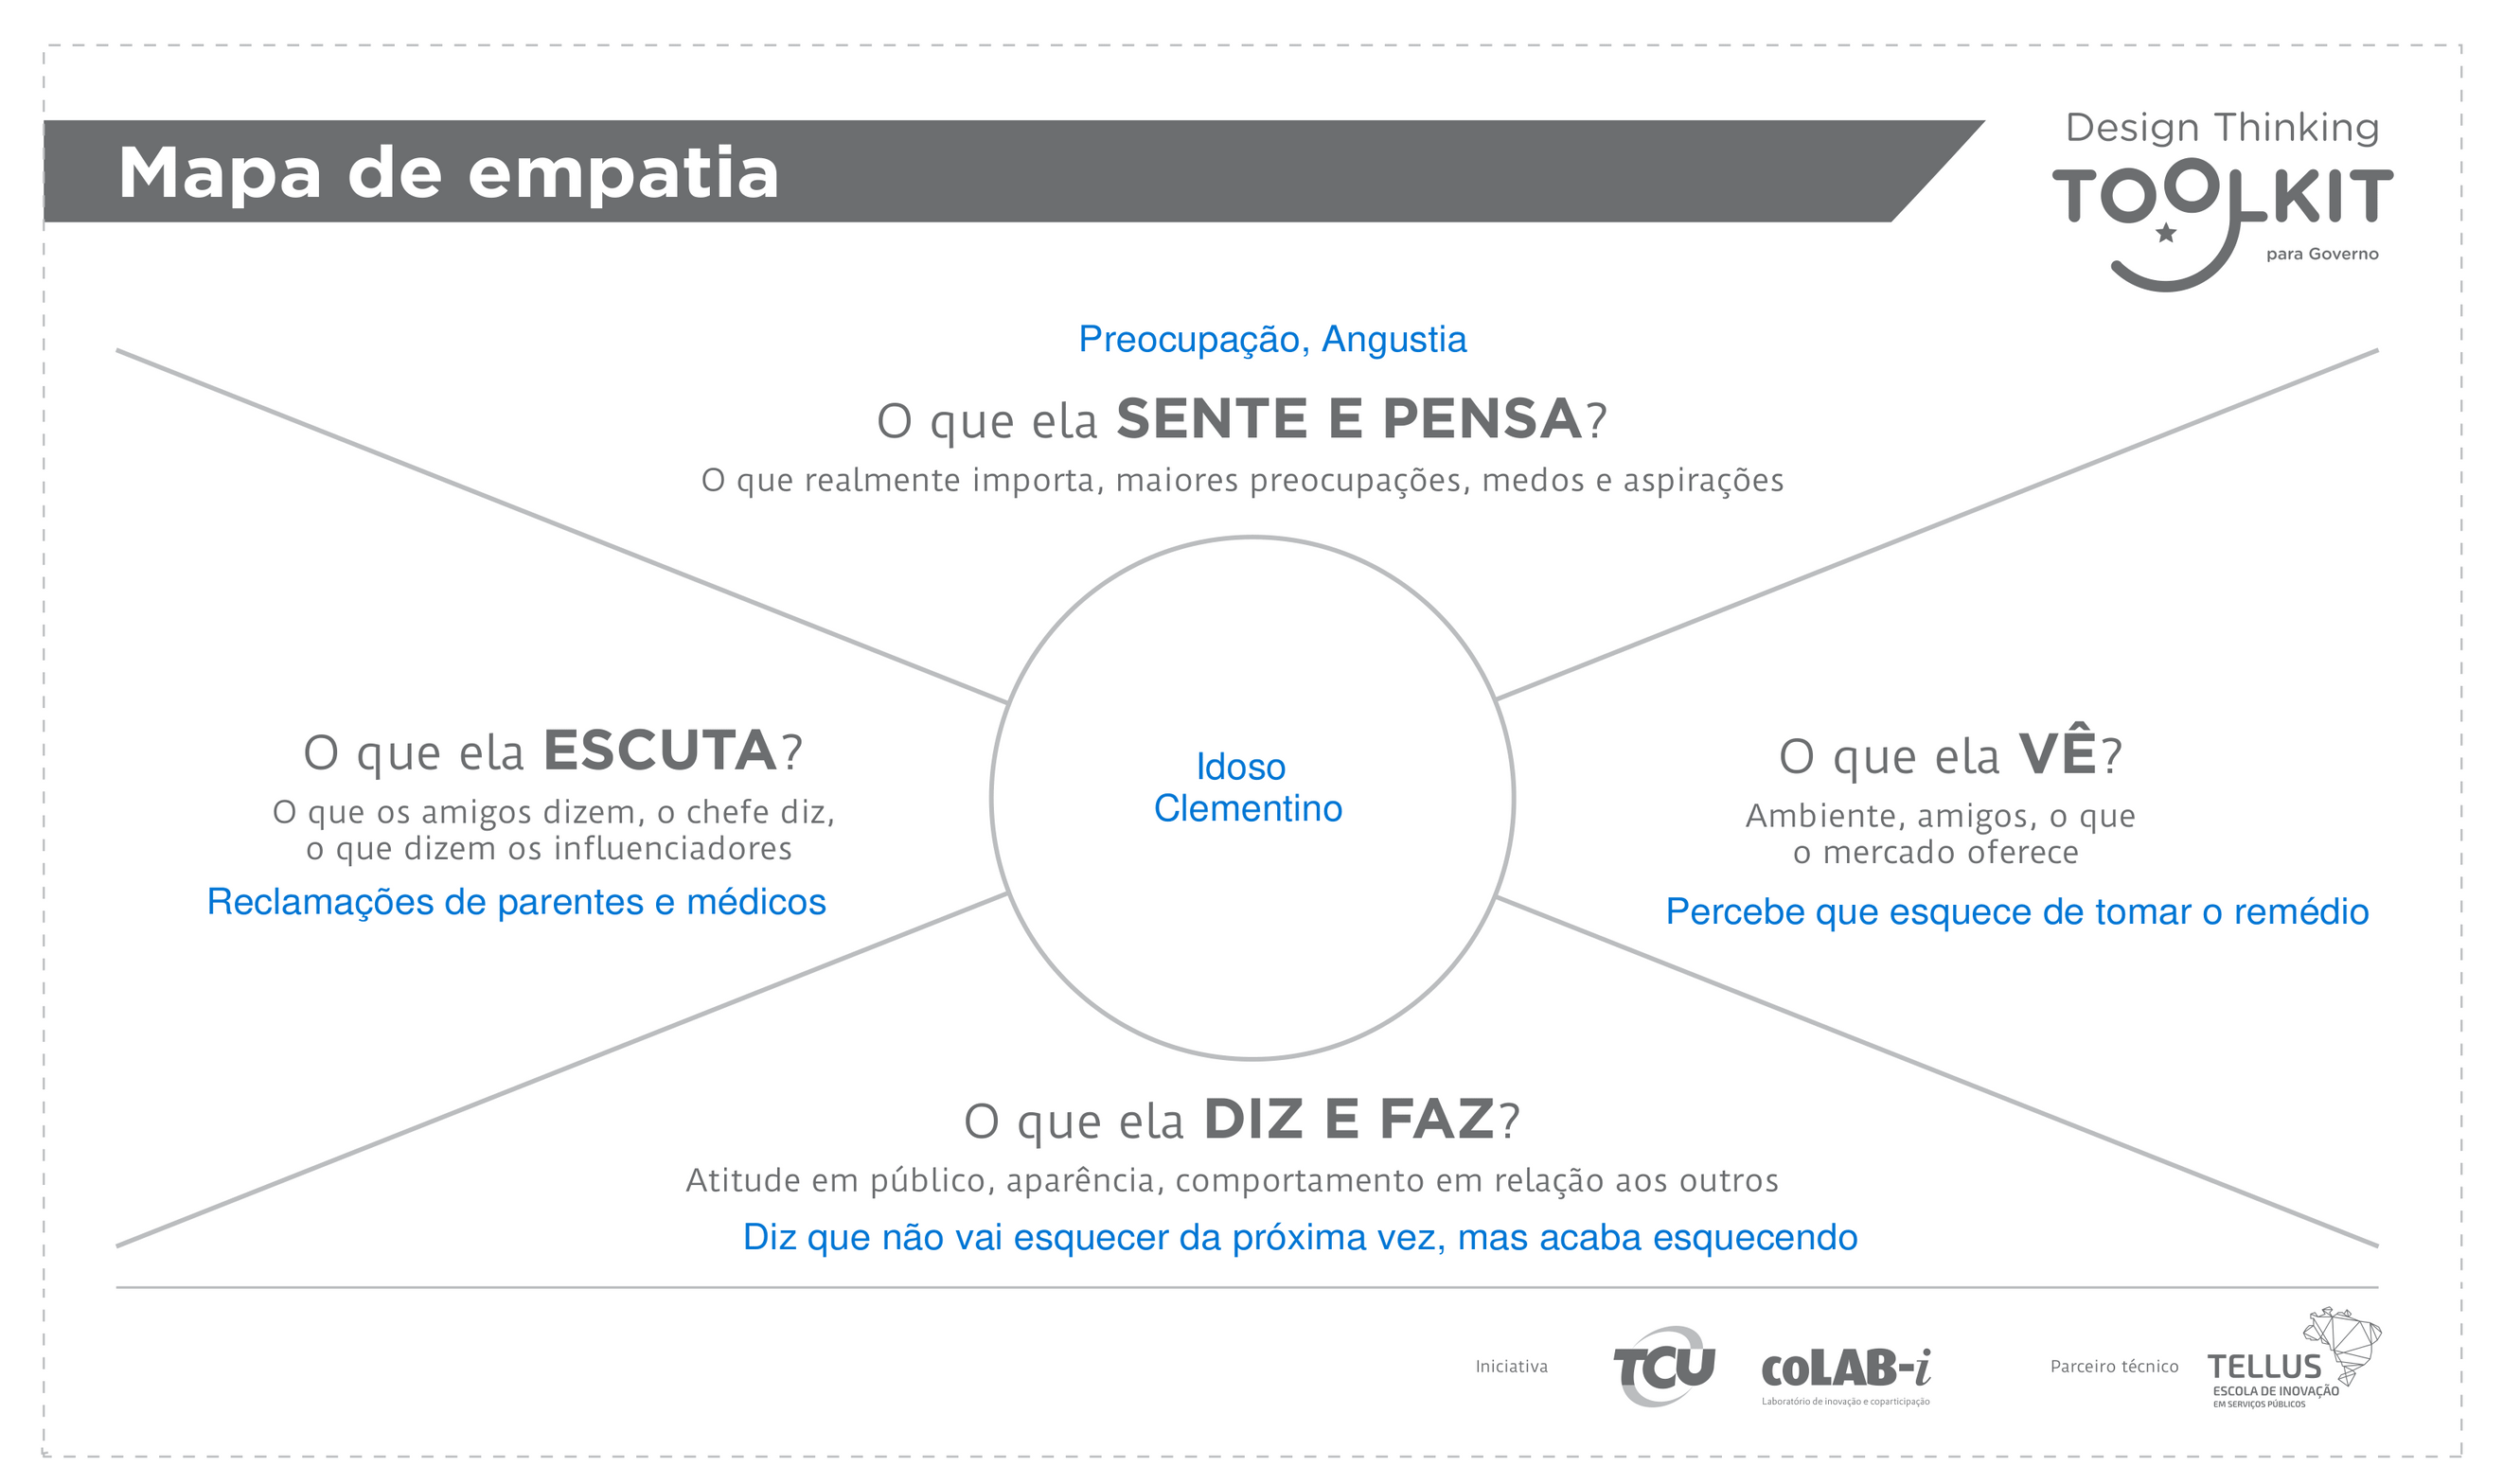 Mapa de empatia
Design Thinking
TOOLKIT
para Governo
Preocupação, Angustia
O que ela SENTE E PENSA?
O que realmente importa, maiores preocupações, medos e aspirações
O que ela ESCUTA?
O que os amigos dizem, o chefe diz,
o que dizem os influenciadores
Reclamações de parentes e médicos
Idoso
Clementino
O que ela VÊ?
Ambiente, amigos, o que
o mercado oferece
Percebe que esquece de tomar o remédio
O que ela DIZ E FAZ?
Atitude em público, aparência, comportamento em relação aos outros
Diz que não vai esquecer da próxima vez, mas acaba esquecendo
Iniciativa
TCU
coLAB-i
Laboratório de inovação e coparticipação
Parceiro técnico
TELLUS
ESCOLA DE INOVAÇÃO
EM SERVIÇOS PÚBLICOS